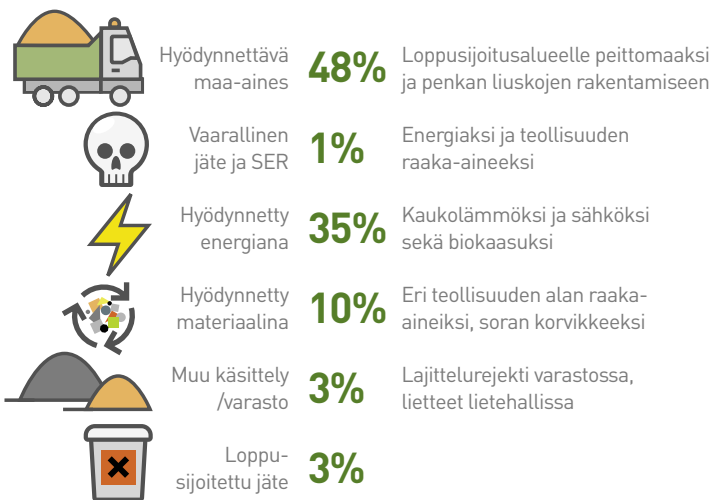 Hyödynnettävä
maa-aines
48%
Loppusijoitusalueelle peittomaaksi
ja penkan liuskojen rakentamiseen
Vaarallinen
jäte ja SER
1%
Energiaksi ja teollisuuden
raaka-aineeksi
Hyödynnetty
energiana
35%
Kaukolämmöksi ja sähköksi
sekä biokaasuksi
Hyödynnetty
materiaalina
10%
Eri teollisuuden alan raaka-
aineiksi, soran korvikkeeksi
Muu käsittely
/varasto
3%
Lajittelurejekti varastossa,
lietteet lietehallissa
Loppu-
sijoitettu jäte
3%